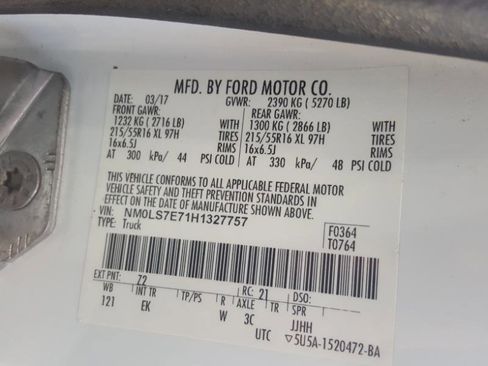 MFD. BY FORD MOTOR CO.
DATE: 03/17 GVWR: 2390 KG ( 5270 LB)
FRONT GAWR: REAR GAWR:
1232 KG ( 2716 LB) WITH 1300 KG ( 2866 LB) WITH
215/55R16 XL 97H TIRES 215/55R16 XL 97H TIRES
16x6.5J RIMS 16x6.5J RIMS
AT 300 kPa/ 44 PSI COLD AT 330 kPa/ 48 PSI COLD
THIS VEHICLE CONFORMS TO ALL APPLICABLE FEDERAL MOTOR
VEHICLE SAFETY AND THEFT PREVENTION STANDARDS IN
EFFECT ON THE DATE OF MANUFACTURE SHOWN ABOVE.
VIN: NM0LS7E71H1327757 F0364
TYPE: Truck T0764
EXT PNT: Z2 RC: 21 DSO:
WB INT TR TP/PS R AXLE TR SPR
121 EK W 3C JJHH
UTC ▽5U5A-1520472-BA